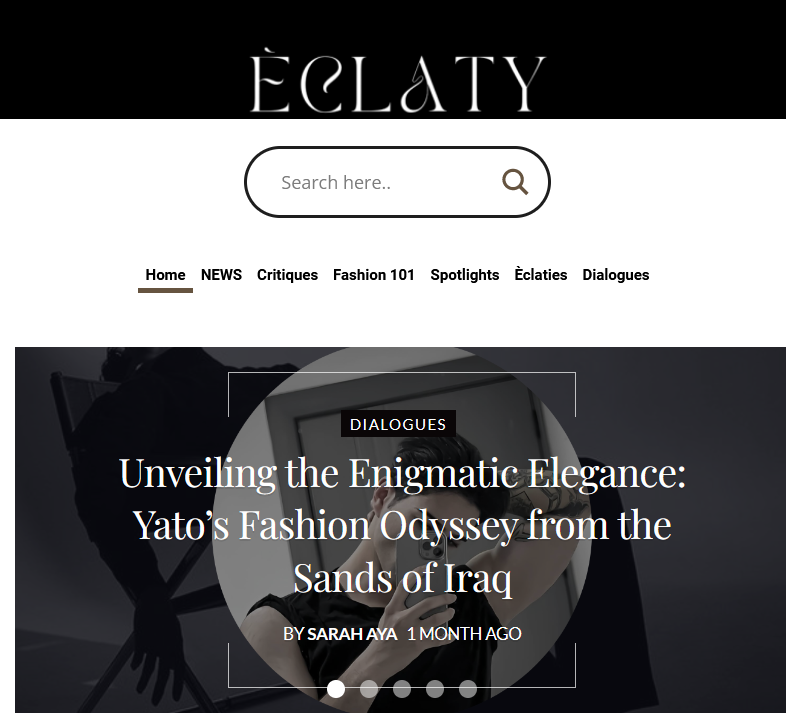 ÈCLATY
Search here..
Home NEWS Critiques Fashion 101 Spotlights Èclaties Dialogues
DIALOGUES
Unveiling the Enigmatic Elegance:
Yato’s Fashion Odyssey from the
Sands of Iraq
BY SARAH AYA 1 MONTH AGO